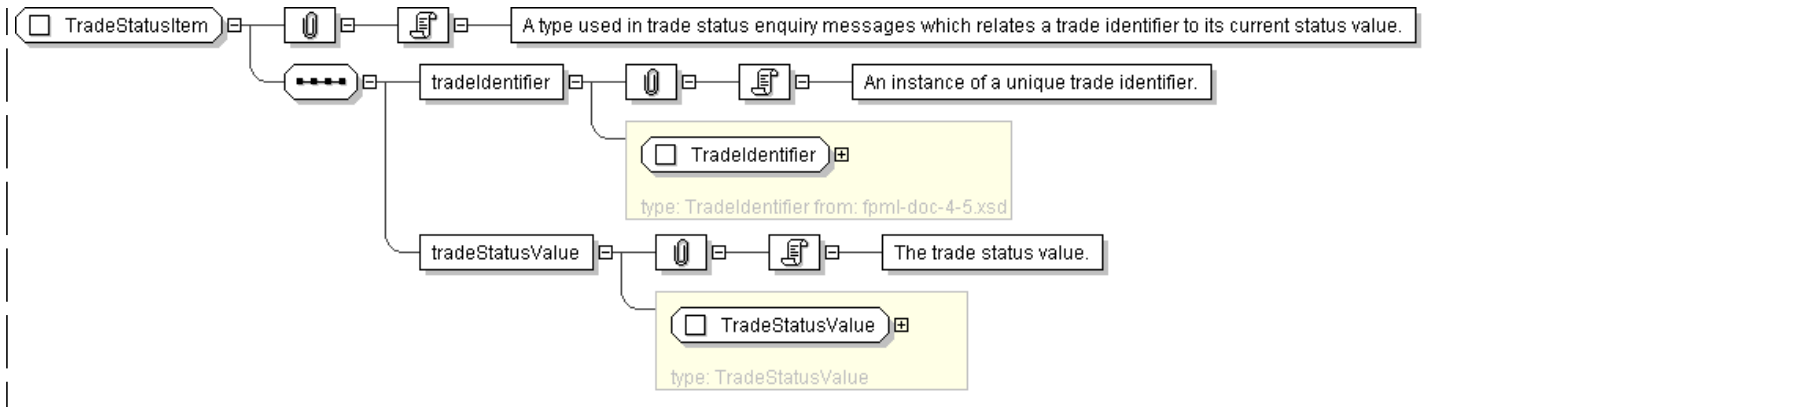 TradeStatusItem
A type used in trade status enquiry messages which relates a trade identifier to its current status value.
tradeIdentifier
An instance of a unique trade identifier.
TradeIdentifier
type: TradeIdentifier from: fpml-doc-4-5.xsd
tradeStatusValue
The trade status value.
TradeStatusValue
type: TradeStatusValue